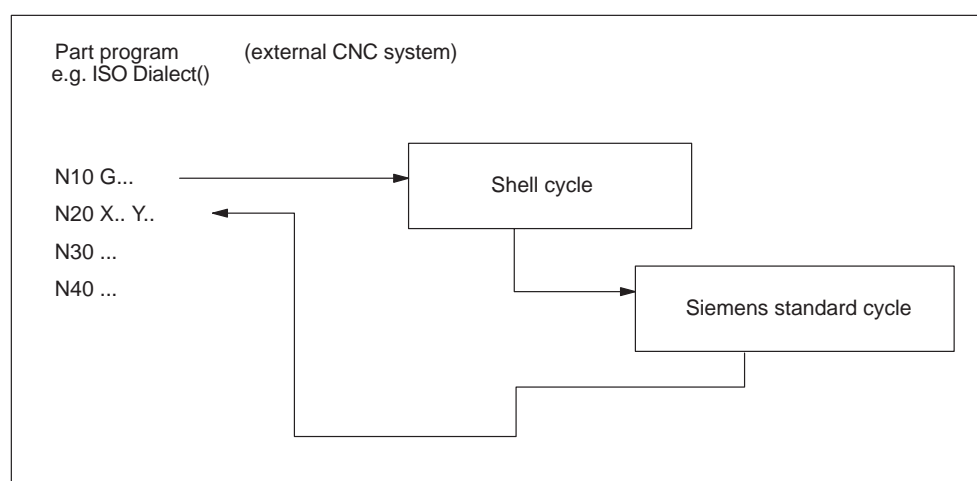 Part program (external CNC system)
e.g. ISO Dialect()
N10 G...
Shell cycle
N20 X.. Y..
N30 ...
N40 ...
Siemens standard cycle